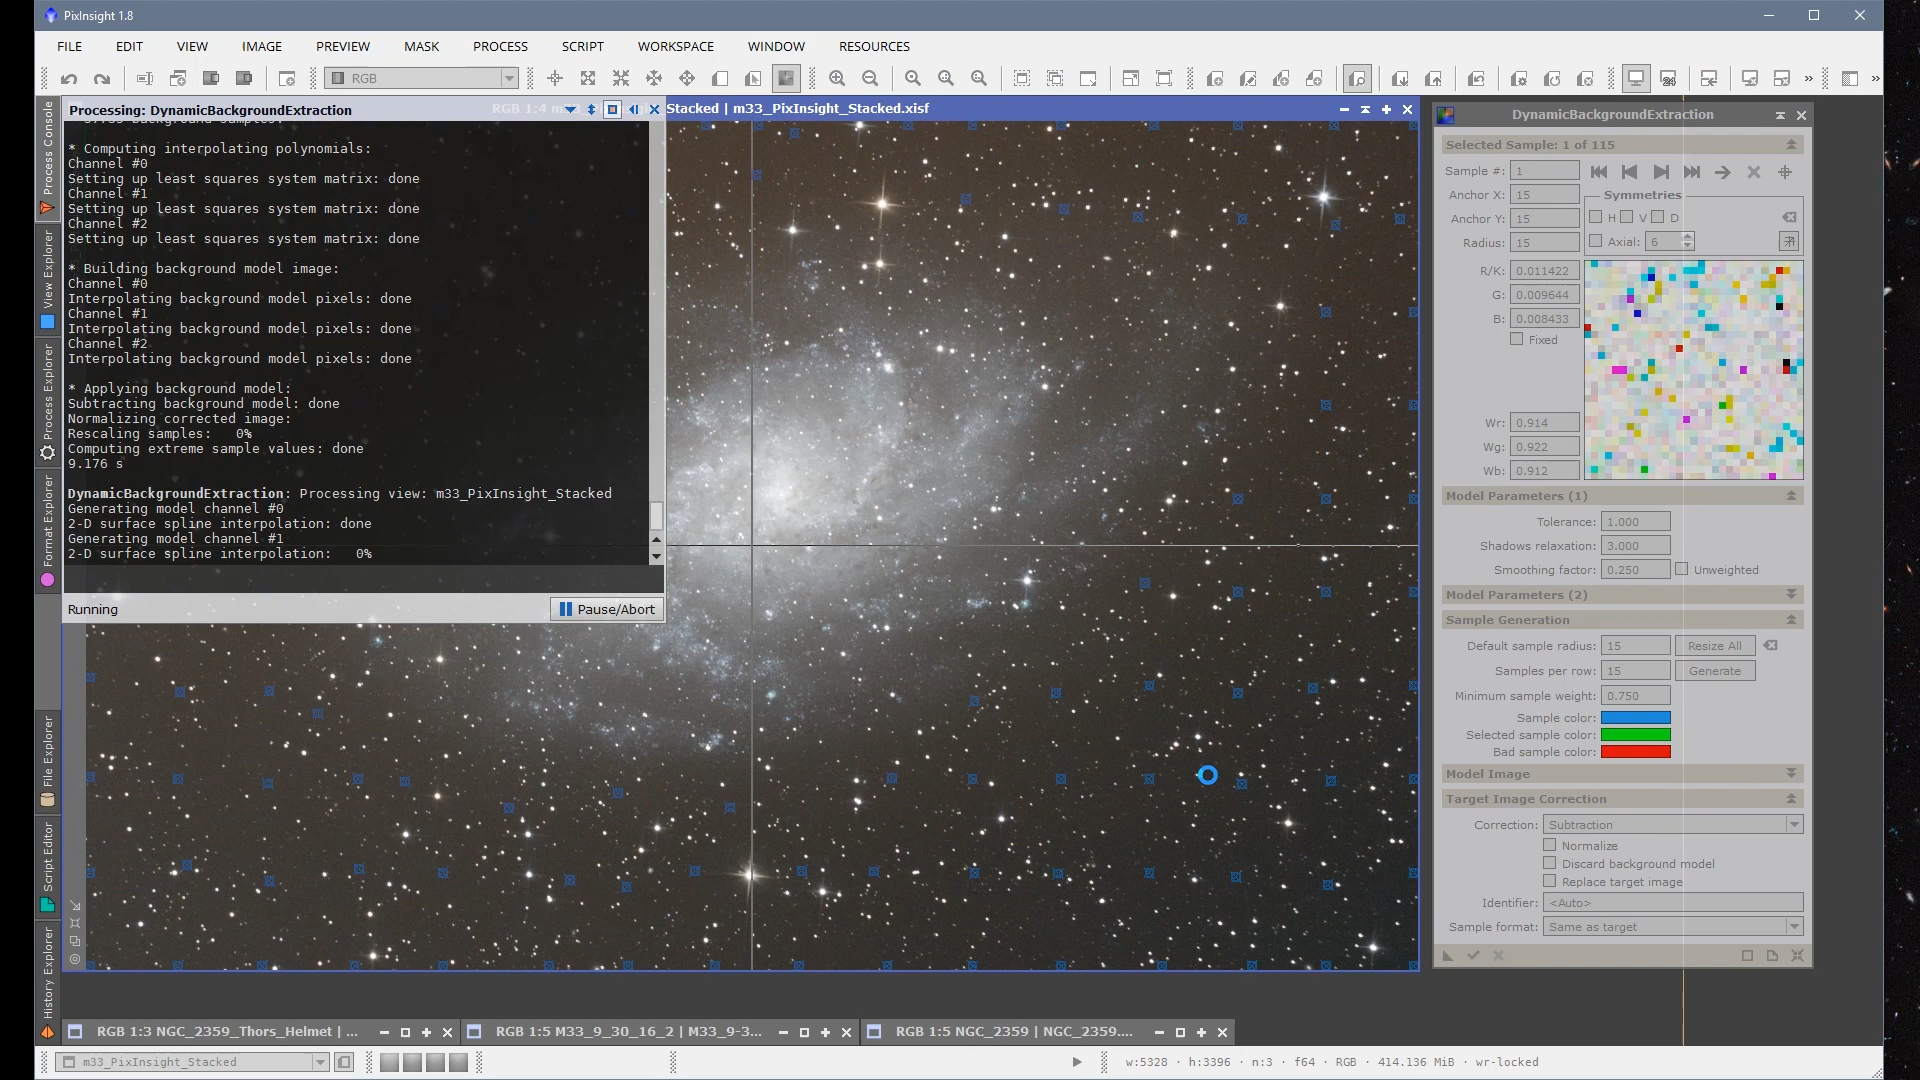 PixInsight 1.8
FILE EDIT VIEW IMAGE PREVIEW MASK PROCESS SCRIPT WORKSPACE WINDOW RESOURCES
RGB
Processing: DynamicBackgroundExtraction
Stacked | m33_PixInsight_Stacked.xisf
* Computing interpolating polynomials:
Channel #0
Setting up least squares system matrix: done
Channel #1
Setting up least squares system matrix: done
Channel #2
Setting up least squares system matrix: done
* Building background model image:
Channel #0
Interpolating background model pixels: done
Channel #1
Interpolating background model pixels: done
Channel #2
Interpolating background model pixels: done
* Applying background model:
Subtracting background model: done
Normalizing corrected image:
Rescaling samples: 0%
Computing extreme sample values: done
9.176 s
DynamicBackgroundExtraction: Processing view: m33_PixInsight_Stacked
Generating model channel #0
2-D surface spline interpolation: done
Generating model channel #1
2-D surface spline interpolation: 0%
Running
Pause/Abort
Process Console
View Explorer
Process Explorer
Format Explorer
File Explorer
Script Editor
History Explorer
DynamicBackgroundExtraction
Selected Sample: 1 of 115
Sample #: 1
Anchor X: 15
Symmetries
Anchor Y: 15
H V D
Radius: 15
Axial: 6
R/K: 0.011422
G: 0.009644
B: 0.008433
Fixed
Wr: 0.914
Wg: 0.922
Wb: 0.912
Model Parameters (1)
Tolerance: 1.000
Shadows relaxation: 3.000
Smoothing factor: 0.250 Unweighted
Model Parameters (2)
Sample Generation
Default sample radius: 15 Resize All
Samples per row: 15 Generate
Minimum sample weight: 0.750
Sample color:
Selected sample color:
Bad sample color:
Model Image
Target Image Correction
Correction: Subtraction
Normalize
Discard background model
Replace target image
Identifier: <Auto>
Sample format: Same as target
RGB 1:3 NGC_2359_Thors_Helmet | ...
RGB 1:5 M33_9_30_16_2 | M33_9-3...
RGB 1:5 NGC_2359 | NGC_2359....
m33_PixInsight_Stacked
w:5328 · h:3396 · n:3 · f64 · RGB · 414.136 MiB · wr-locked